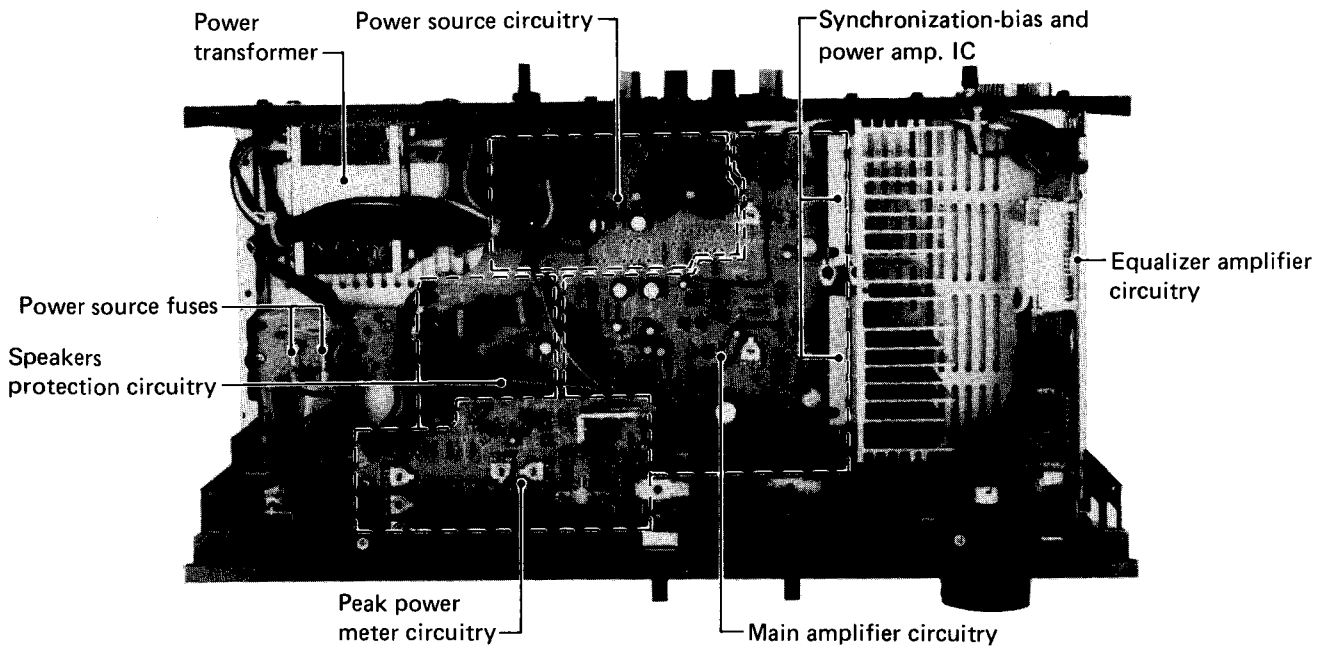 Power
transformer
Power source circuitry
Synchronization-bias and
power amp. IC
Equalizer amplifier
circuitry
Power source fuses
Speakers
protection circuitry
Peak power
meter circuitry
Main amplifier circuitry